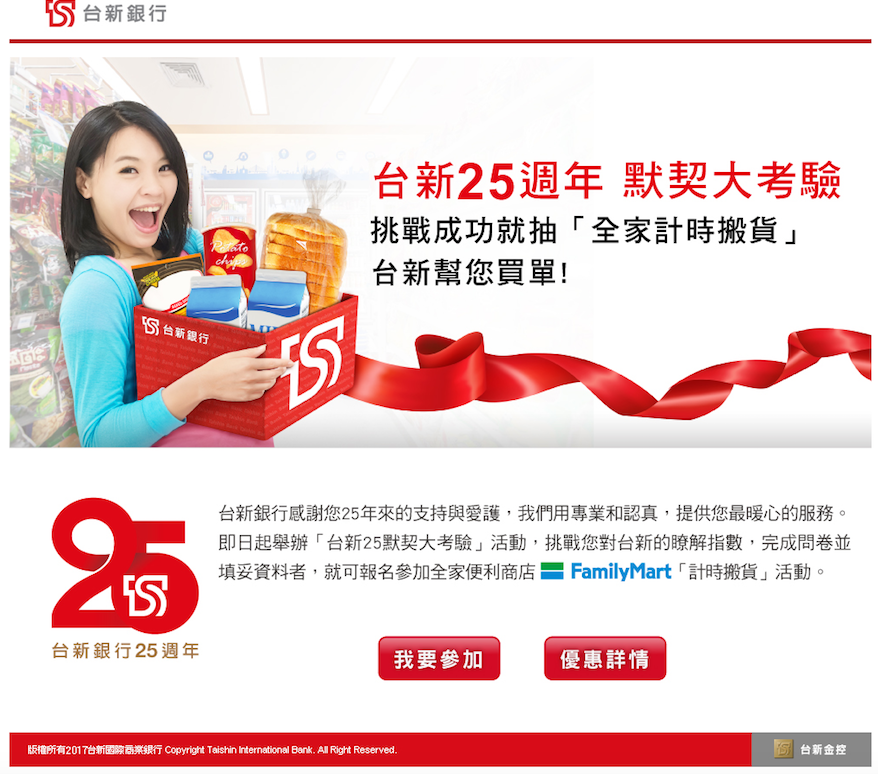 台新銀行
台新25週年 默契大考驗
挑戰成功就抽「全家計時搬貨」
台新幫您買單!
Potato
chips
台新銀行
25
台新銀行25週年
台新銀行感謝您25年來的支持與愛護，我們用專業和認真，提供您最暖心的服務。
即日起舉辦「台新25默契大考驗」活動，挑戰您對台新的瞭解指數，完成問卷並
填妥資料者，就可報名參加全家便利商店 FamilyMart「計時搬貨」活動。
我要參加 優惠詳情
版權所有2017台新國際商業銀行 Copyright Taishin International Bank. All Right Reserved.
台新金控